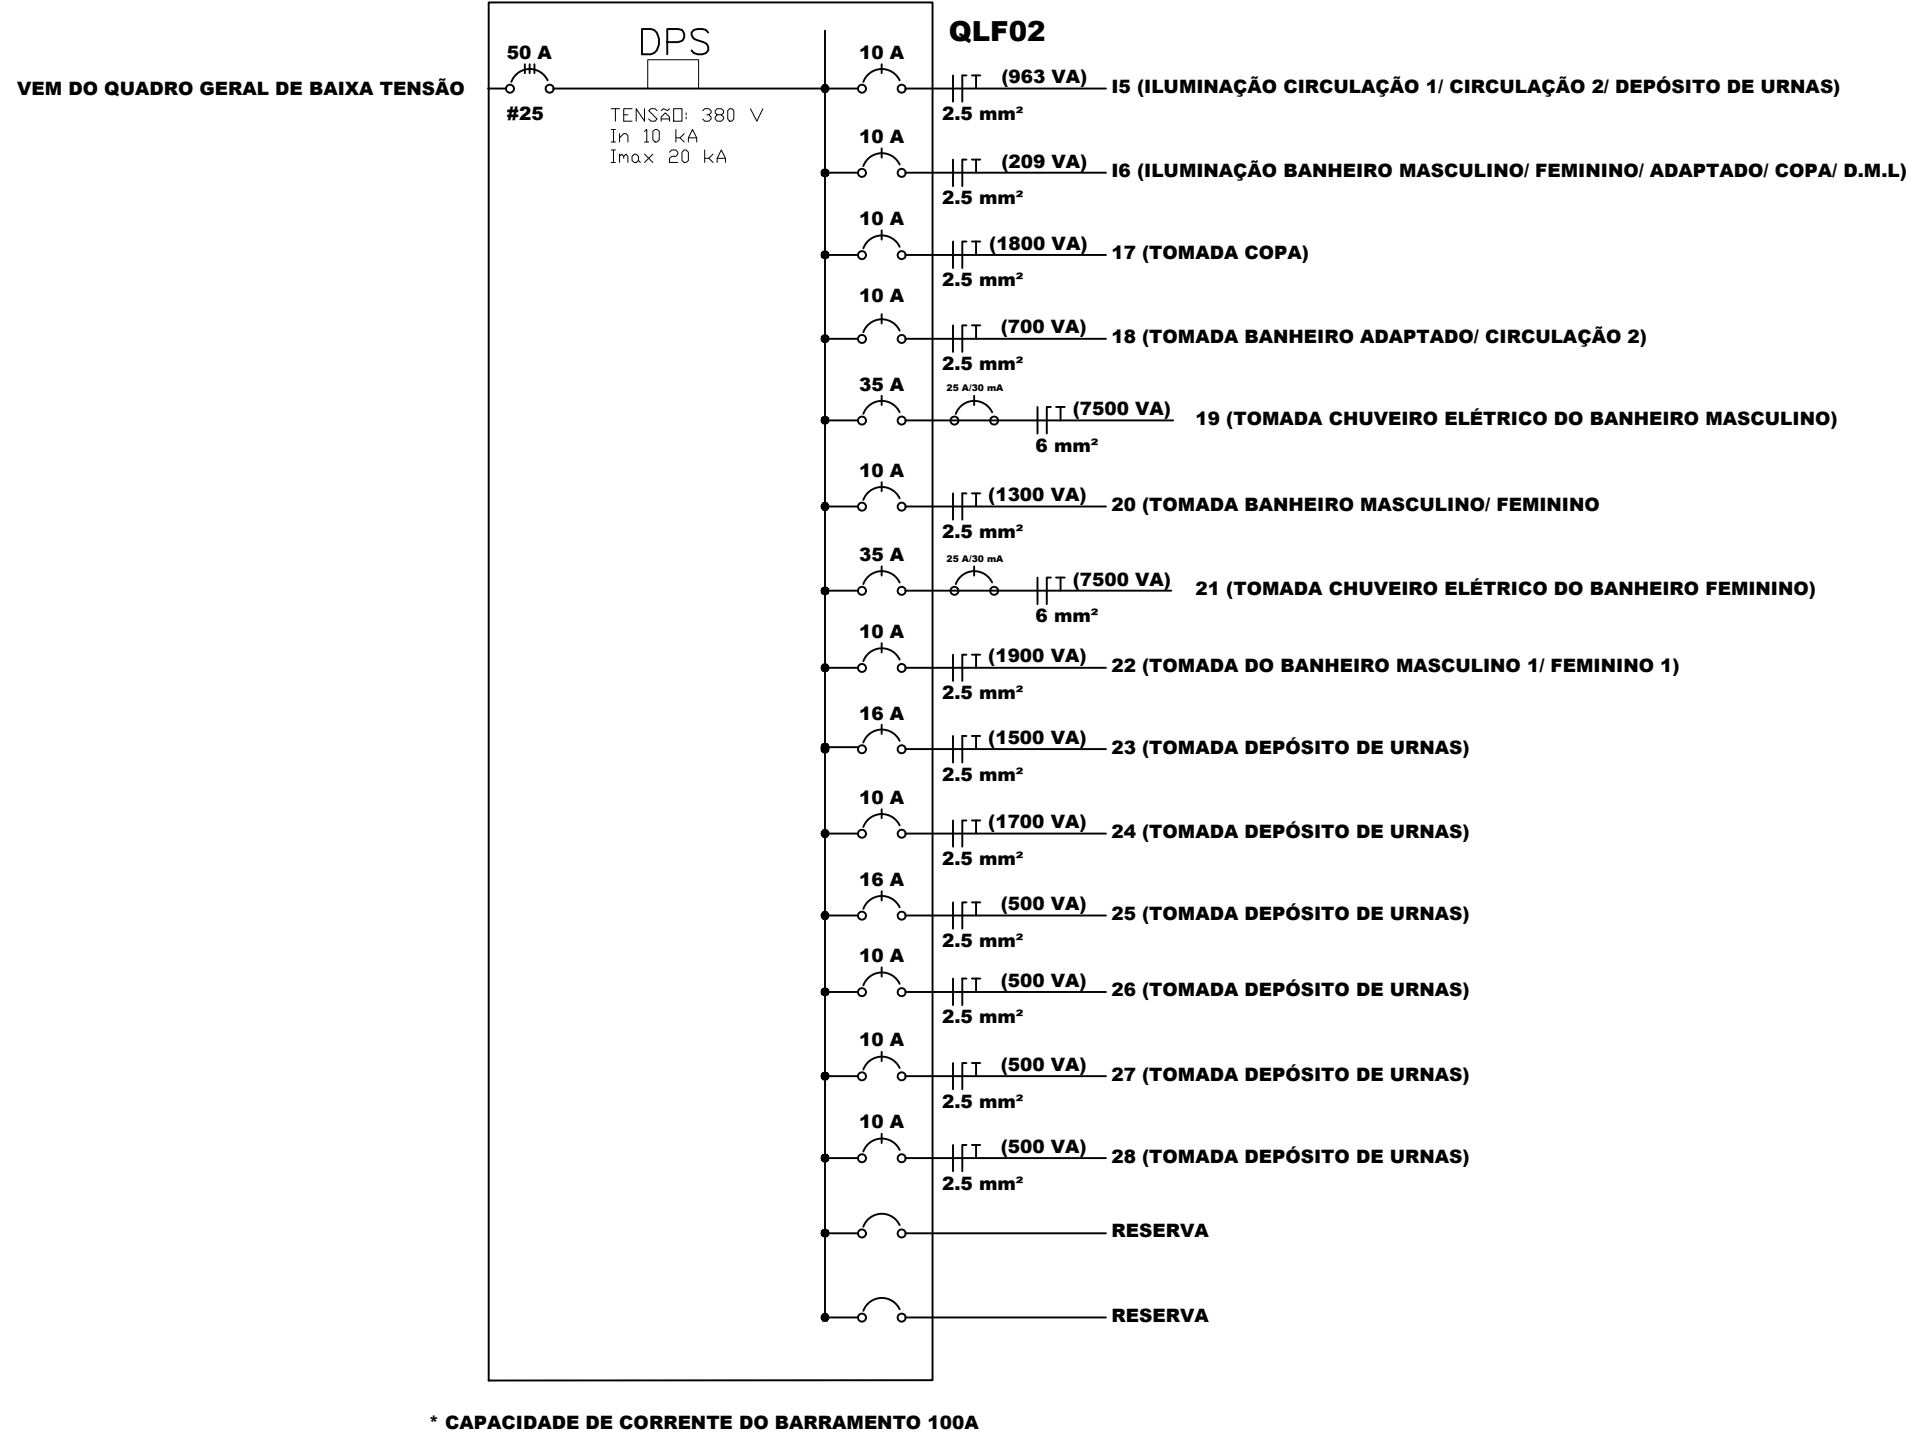 QLF02
VEM DO QUADRO GERAL DE BAIXA TENSÃO
50 A
#25
DPS
TENSãO: 380 V
In 10 kA
Imax 20 kA
10 A
(963 VA)
2.5 mm²
I5 (ILUMINAÇÃO CIRCULAÇÃO 1/ CIRCULAÇÃO 2/ DEPÓSITO DE URNAS)
10 A
(209 VA)
2.5 mm²
I6 (ILUMINAÇÃO BANHEIRO MASCULINO/ FEMININO/ ADAPTADO/ COPA/ D.M.L)
10 A
(1800 VA)
2.5 mm²
17 (TOMADA COPA)
10 A
(700 VA)
2.5 mm²
18 (TOMADA BANHEIRO ADAPTADO/ CIRCULAÇÃO 2)
35 A
25 A/30 mA
(7500 VA)
6 mm²
19 (TOMADA CHUVEIRO ELÉTRICO DO BANHEIRO MASCULINO)
10 A
(1300 VA)
2.5 mm²
20 (TOMADA BANHEIRO MASCULINO/ FEMININO
35 A
25 A/30 mA
(7500 VA)
6 mm²
21 (TOMADA CHUVEIRO ELÉTRICO DO BANHEIRO FEMININO)
10 A
(1900 VA)
2.5 mm²
22 (TOMADA DO BANHEIRO MASCULINO 1/ FEMININO 1)
16 A
(1500 VA)
2.5 mm²
23 (TOMADA DEPÓSITO DE URNAS)
10 A
(1700 VA)
2.5 mm²
24 (TOMADA DEPÓSITO DE URNAS)
16 A
(500 VA)
2.5 mm²
25 (TOMADA DEPÓSITO DE URNAS)
10 A
(500 VA)
2.5 mm²
26 (TOMADA DEPÓSITO DE URNAS)
10 A
(500 VA)
2.5 mm²
27 (TOMADA DEPÓSITO DE URNAS)
10 A
(500 VA)
2.5 mm²
28 (TOMADA DEPÓSITO DE URNAS)
RESERVA
RESERVA
* CAPACIDADE DE CORRENTE DO BARRAMENTO 100A